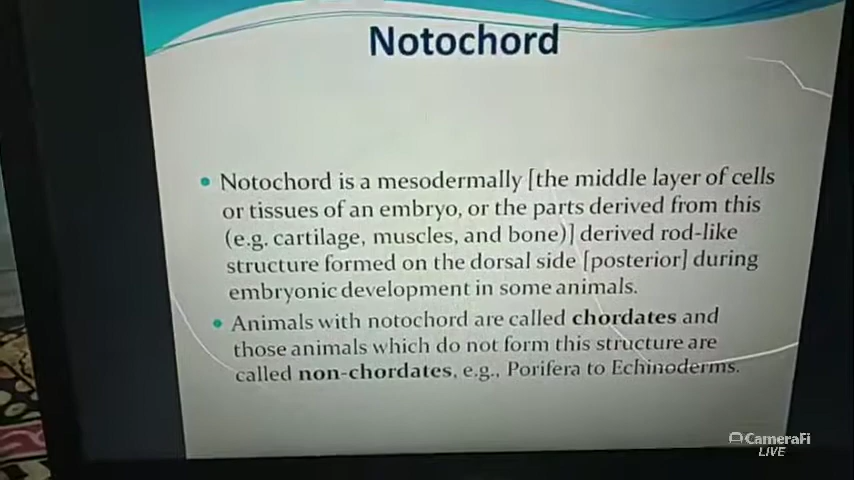 Notochord
Notochord is a mesodermally [the middle layer of cells
or tissues of an embryo, or the parts derived from this
(e.g. cartilage, muscles, and bone)] derived rod-like
structure formed on the dorsal side [posterior] during
embryonic development in some animals.
Animals with notochord are called chordates and
those animals which do not form this structure are
called non-chordates, e.g., Porifera to Echinoderms.
CameraFi
LIVE